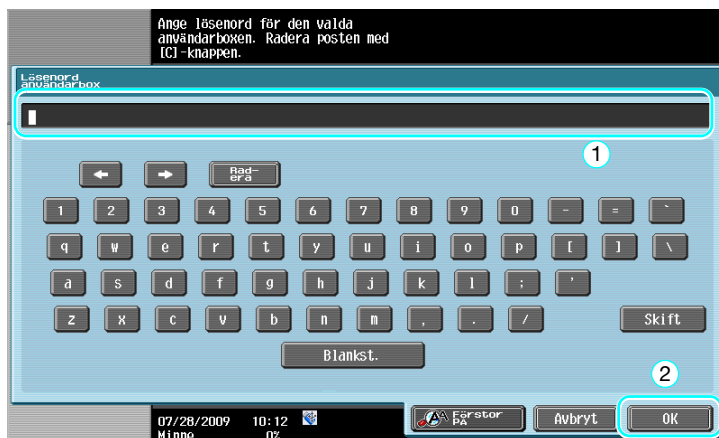 Ange lösenord för den valda
användarboxen. Radera posten med
[C]-knappen.
Lösenord
användarbox
1
Rad-
era
1 2 3 4 5 6 7 8 9 0 - = `
q w e r t y u i o p [ ] \
a s d f g h j k l ; '
z x c v b n m , . / Skift
Blankst.
2
07/28/2009 10:12 A Förstor PÅ Avbryt OK
Minne 0%